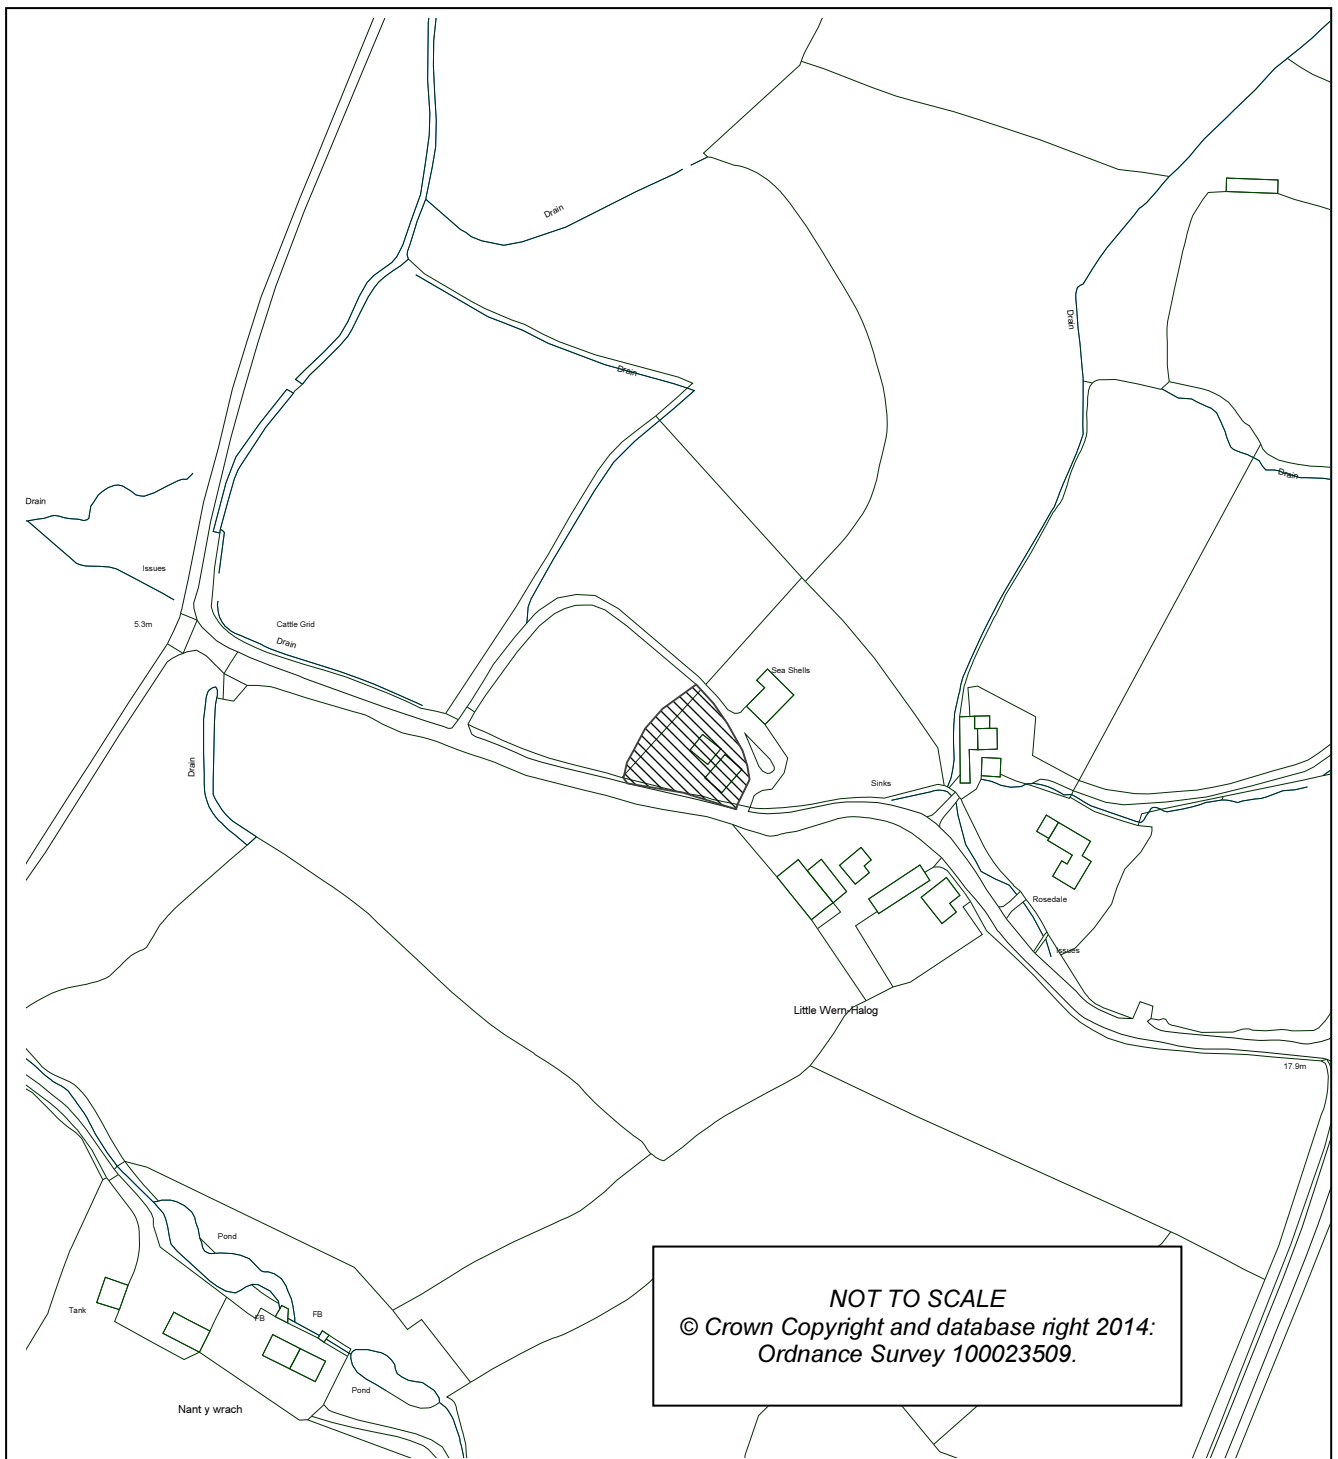 Drain
Drain
Drain
Drain
Drain
Issues
5.3m
Cattle Grid
Drain
Sea Shells
Drain
Sinks
Rosedale
Issues
Little Wern-Halog
17.9m
Pond
Tank
FB
FB
Pond
Nant y wrach
NOT TO SCALE
© Crown Copyright and database right 2014:
Ordnance Survey 100023509.